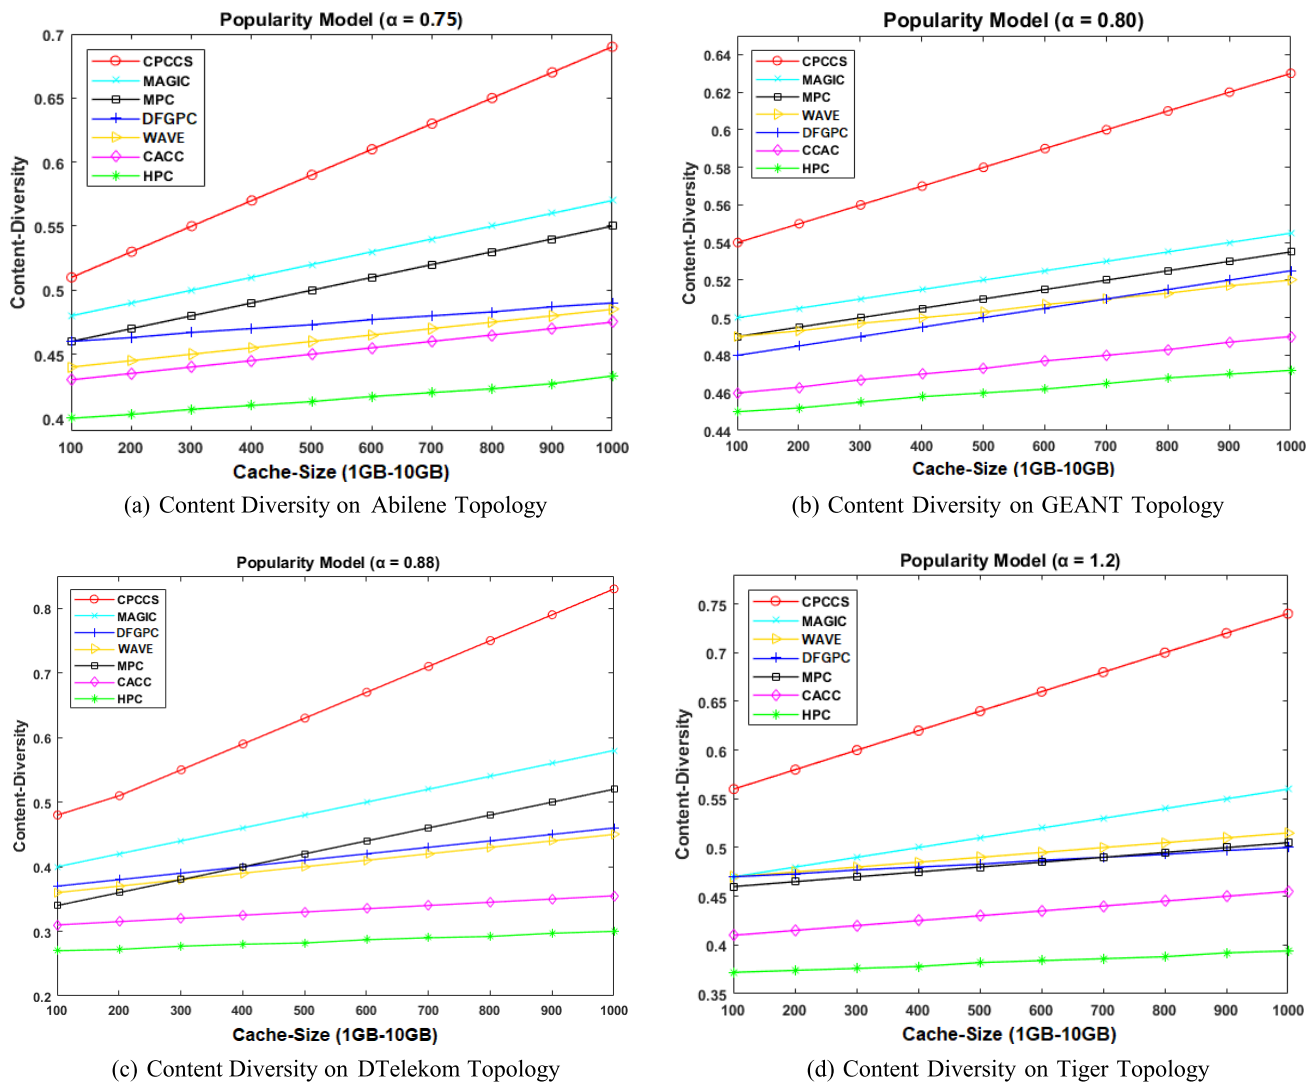 Popularity Model (α = 0.75)
0.7
0.65
0.6
0.55
0.5
0.45
0.4
Content-Diversity
CPCCS
MAGIC
MPC
DFGPC
WAVE
CACC
HPC
100 200 300 400 500 600 700 800 900 1000
Cache-Size (1GB-10GB)
(a) Content Diversity on Abilene Topology
Popularity Model (α = 0.80)
0.64
0.62
0.6
0.58
0.56
0.54
0.52
0.5
0.48
0.46
0.44
Content-Diversity
CPCCS
MAGIC
MPC
WAVE
DFGPC
CCAC
HPC
100 200 300 400 500 600 700 800 900 1000
Cache-Size (1GB-10GB)
(b) Content Diversity on GEANT Topology
Popularity Model (α = 0.88)
0.8
0.7
0.6
0.5
0.4
0.3
0.2
Content-Diversity
CPCCS
MAGIC
DFGPC
WAVE
MPC
CACC
HPC
100 200 300 400 500 600 700 800 900 1000
Cache-Size (1GB-10GB)
(c) Content Diversity on DTelekom Topology
Popularity Model (α = 1.2)
0.75
0.7
0.65
0.6
0.55
0.5
0.45
0.4
0.35
Content-Diversity
CPCCS
MAGIC
WAVE
DFGPC
MPC
CACC
HPC
100 200 300 400 500 600 700 800 900 1000
Cache-Size (1GB-10GB)
(d) Content Diversity on Tiger Topology